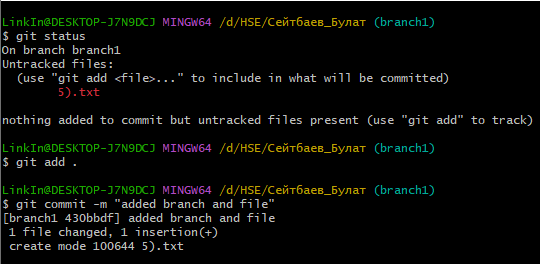 LinkIn@DESKTOP-J7N9DCJ MINGW64 /d/HSE/Сейтбаев_Булат (branch1)
$ git status
On branch branch1
Untracked files:
  (use "git add <file>..." to include in what will be committed)
        5).txt

nothing added to commit but untracked files present (use "git add" to track)

LinkIn@DESKTOP-J7N9DCJ MINGW64 /d/HSE/Сейтбаев_Булат (branch1)
$ git add .

LinkIn@DESKTOP-J7N9DCJ MINGW64 /d/HSE/Сейтбаев_Булат (branch1)
$ git commit -m "added branch and file"
[branch1 430bbdf] added branch and file
 1 file changed, 1 insertion(+)
 create mode 100644 5).txt